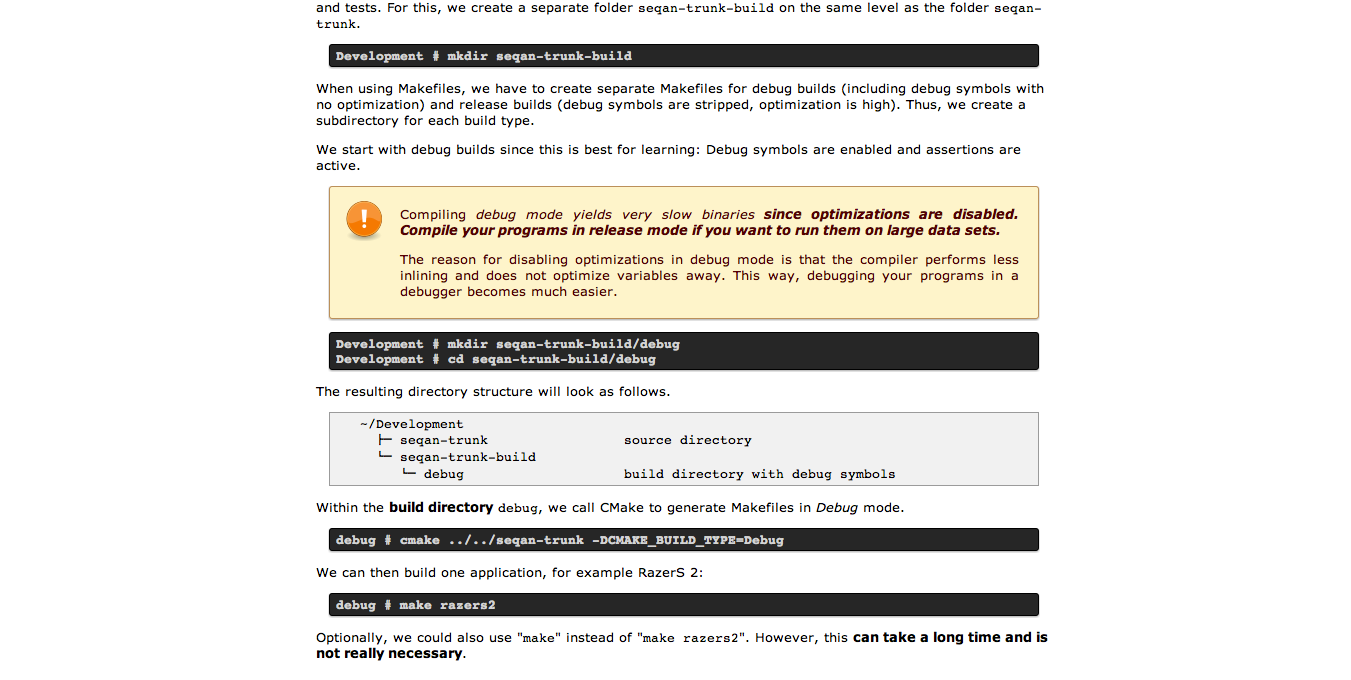 and tests. For this, we create a separate folder seqan-trunk-build on the same level as the folder seqan-
trunk.
Development # mkdir seqan-trunk-build
When using Makefiles, we have to create separate Makefiles for debug builds (including debug symbols with
no optimization) and release builds (debug symbols are stripped, optimization is high). Thus, we create a
subdirectory for each build type.
We start with debug builds since this is best for learning: Debug symbols are enabled and assertions are
active.
Compiling debug mode yields very slow binaries since optimizations are disabled.
Compile your programs in release mode if you want to run them on large data sets.
The reason for disabling optimizations in debug mode is that the compiler performs less
inlining and does not optimize variables away. This way, debugging your programs in a
debugger becomes much easier.
Development # mkdir seqan-trunk-build/debug
Development # cd seqan-trunk-build/debug
The resulting directory structure will look as follows.
~/Development
├─ seqan-trunk source directory
└─ seqan-trunk-build
└─ debug build directory with debug symbols
Within the build directory debug, we call CMake to generate Makefiles in Debug mode.
debug # cmake ../../seqan-trunk -DCMAKE_BUILD_TYPE=Debug
We can then build one application, for example RazerS 2:
debug # make razers2
Optionally, we could also use "make" instead of "make razers2". However, this can take a long time and is
not really necessary.